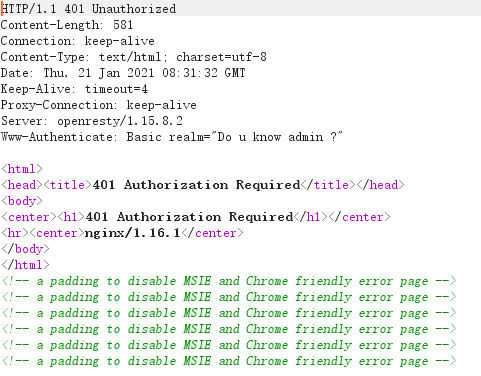 HTTP/1.1 401 Unauthorized
Content-Length: 581
Connection: keep-alive
Content-Type: text/html; charset=utf-8
Date: Thu, 21 Jan 2021 08:31:32 GMT
Keep-Alive: timeout=4
Proxy-Connection: keep-alive
Server: openresty/1.15.8.2
Www-Authenticate: Basic realm="Do u know admin ?"

<html>
<head><title>401 Authorization Required</title></head>
<body>
<center><h1>401 Authorization Required</h1></center>
<hr><center>nginx/1.16.1</center>
</body>
</html>
<!-- a padding to disable MSIE and Chrome friendly error page -->
<!-- a padding to disable MSIE and Chrome friendly error page -->
<!-- a padding to disable MSIE and Chrome friendly error page -->
<!-- a padding to disable MSIE and Chrome friendly error page -->
<!-- a padding to disable MSIE and Chrome friendly error page -->
<!-- a padding to disable MSIE and Chrome friendly error page -->